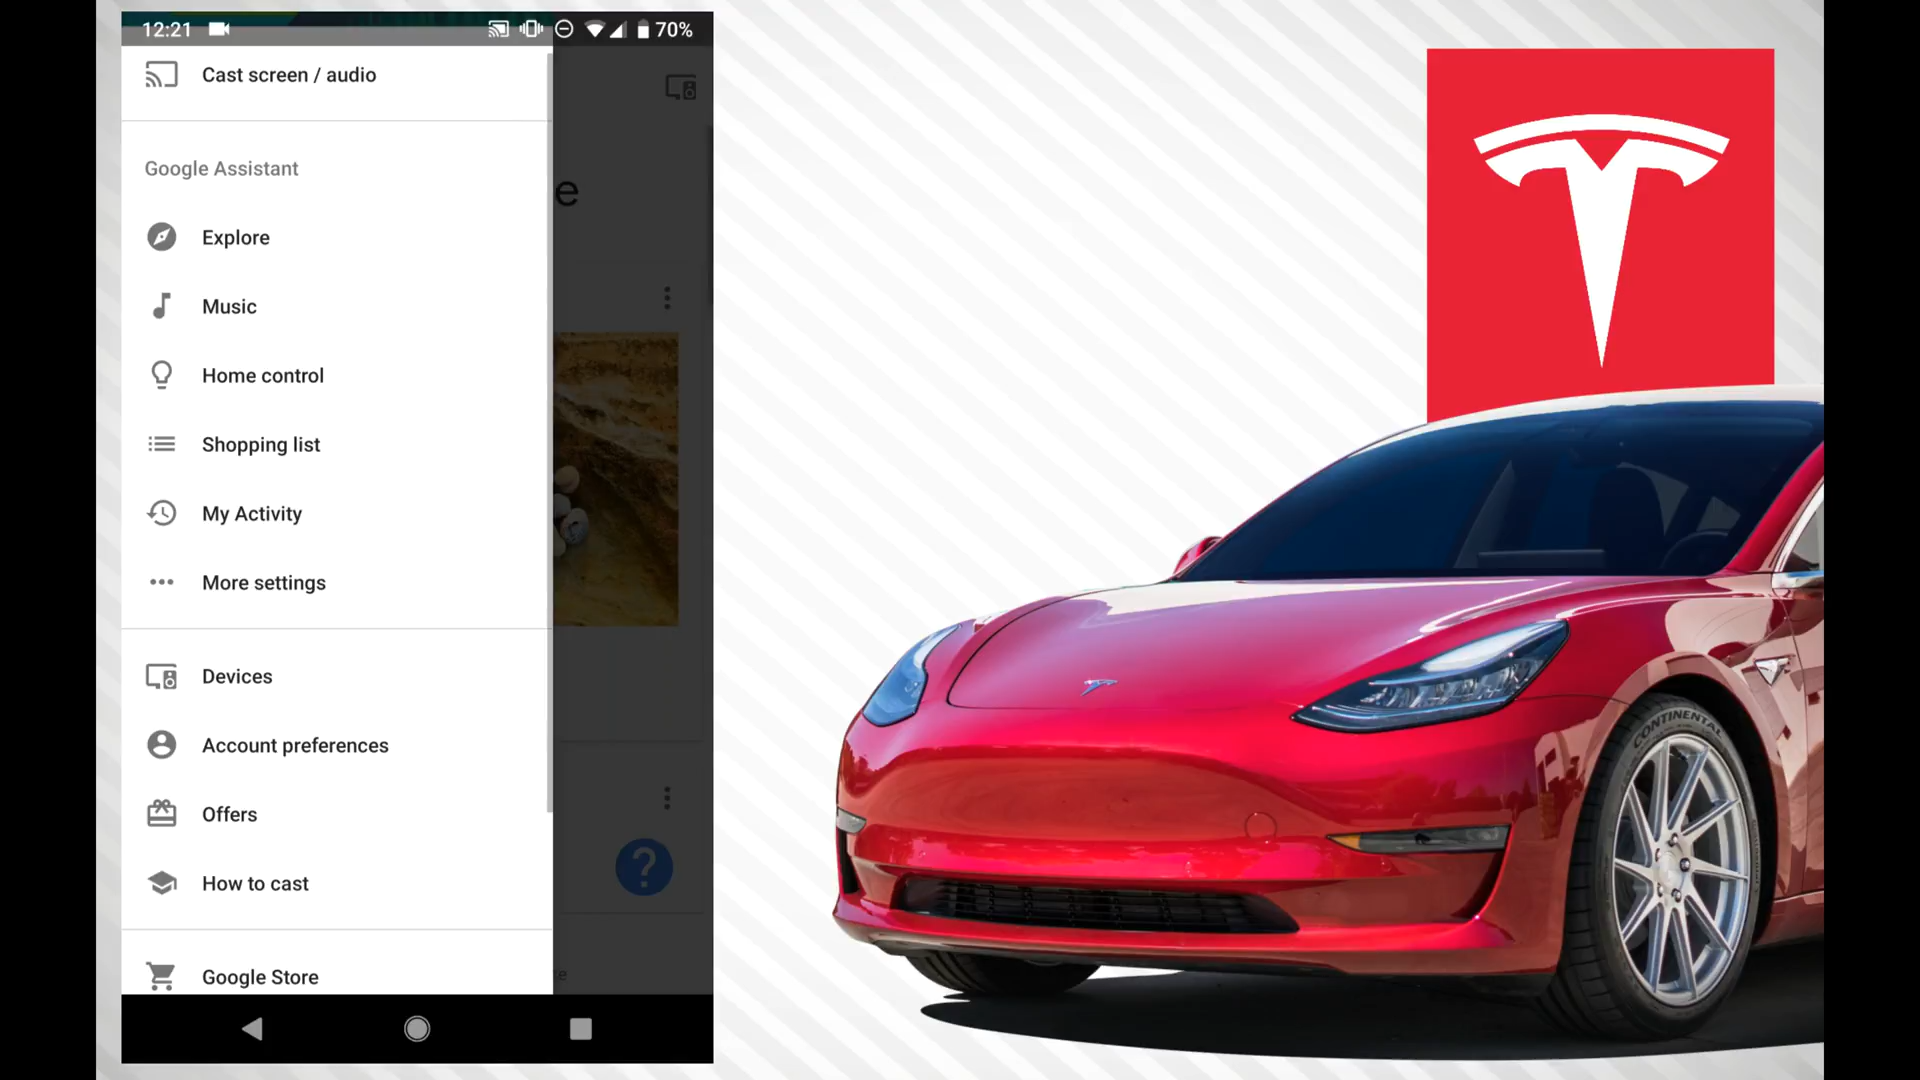 12:21
70%
Cast screen / audio
Google Assistant
e
Explore
Music
Home control
Shopping list
My Activity
More settings
Devices
Account preferences
Offers
?
How to cast
Google Store
CONTINENTAL